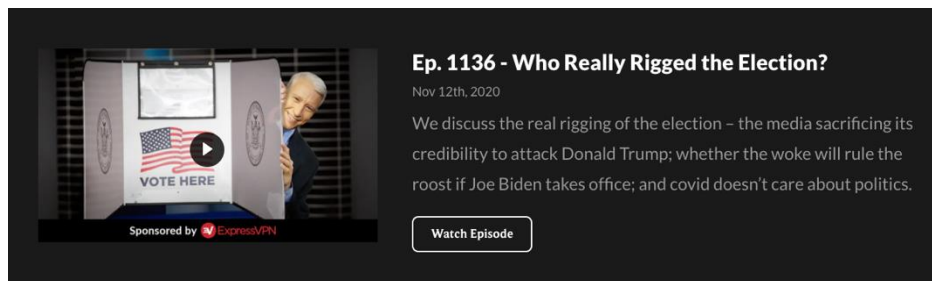 Ep. 1136 - Who Really Rigged the Election?
Nov 12th, 2020
We discuss the real rigging of the election – the media sacrificing its
credibility to attack Donald Trump; whether the woke will rule the
roost if Joe Biden takes office; and covid doesn't care about politics.
Watch Episode
VOTE HERE
Sponsored by ExpressVPN